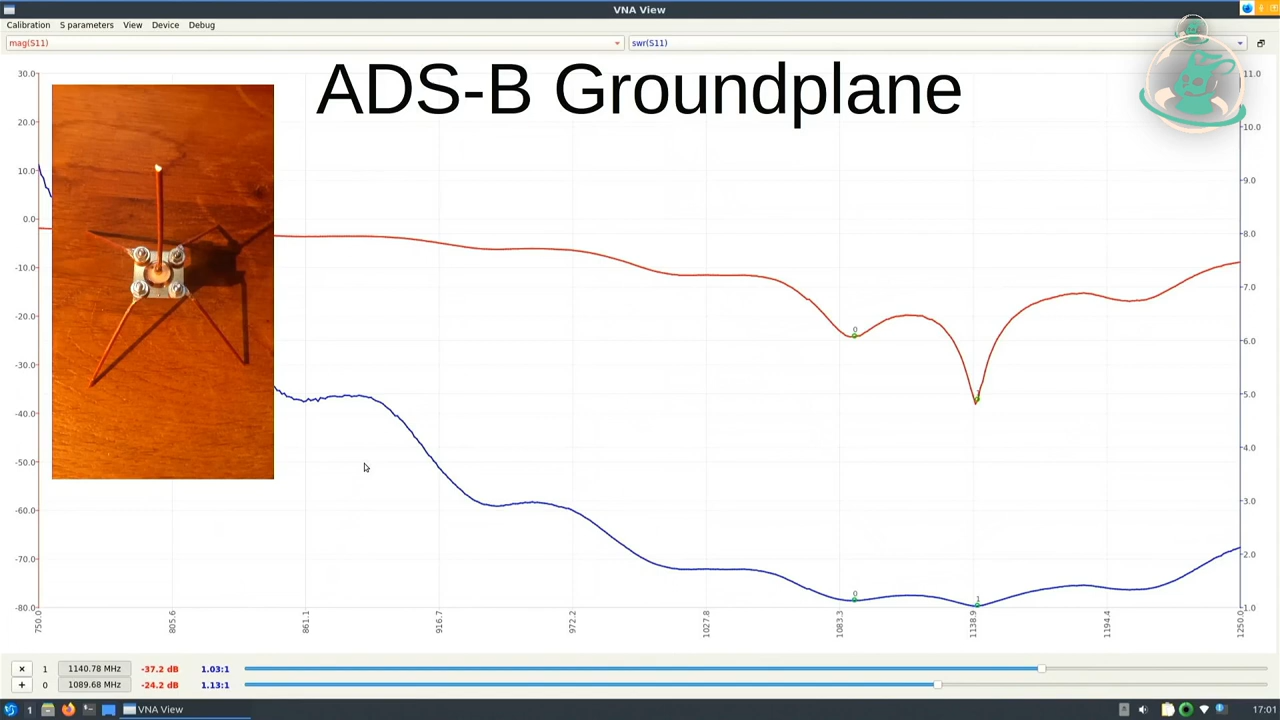 VNA View
Calibration S parameters View Device Debug
mag(S11) swr(S11)
ADS-B Groundplane
30.0 11.0
20.0 10.0
10.0 9.0
0.0 8.0
-10.0 7.0
-20.0 6.0
-30.0 5.0
-40.0 4.0
-50.0 3.0
-60.0 2.0
-70.0 1.0
-80.0
0
1
0
1
750.0 805.6 861.1 916.7 972.2 1027.8 1083.3 1138.9 1194.4 1250.0
× 1 1140.78 MHz -37.2 dB 1.03:1
+ 0 1089.68 MHz -24.2 dB 1.13:1
1 VNA View 17:01